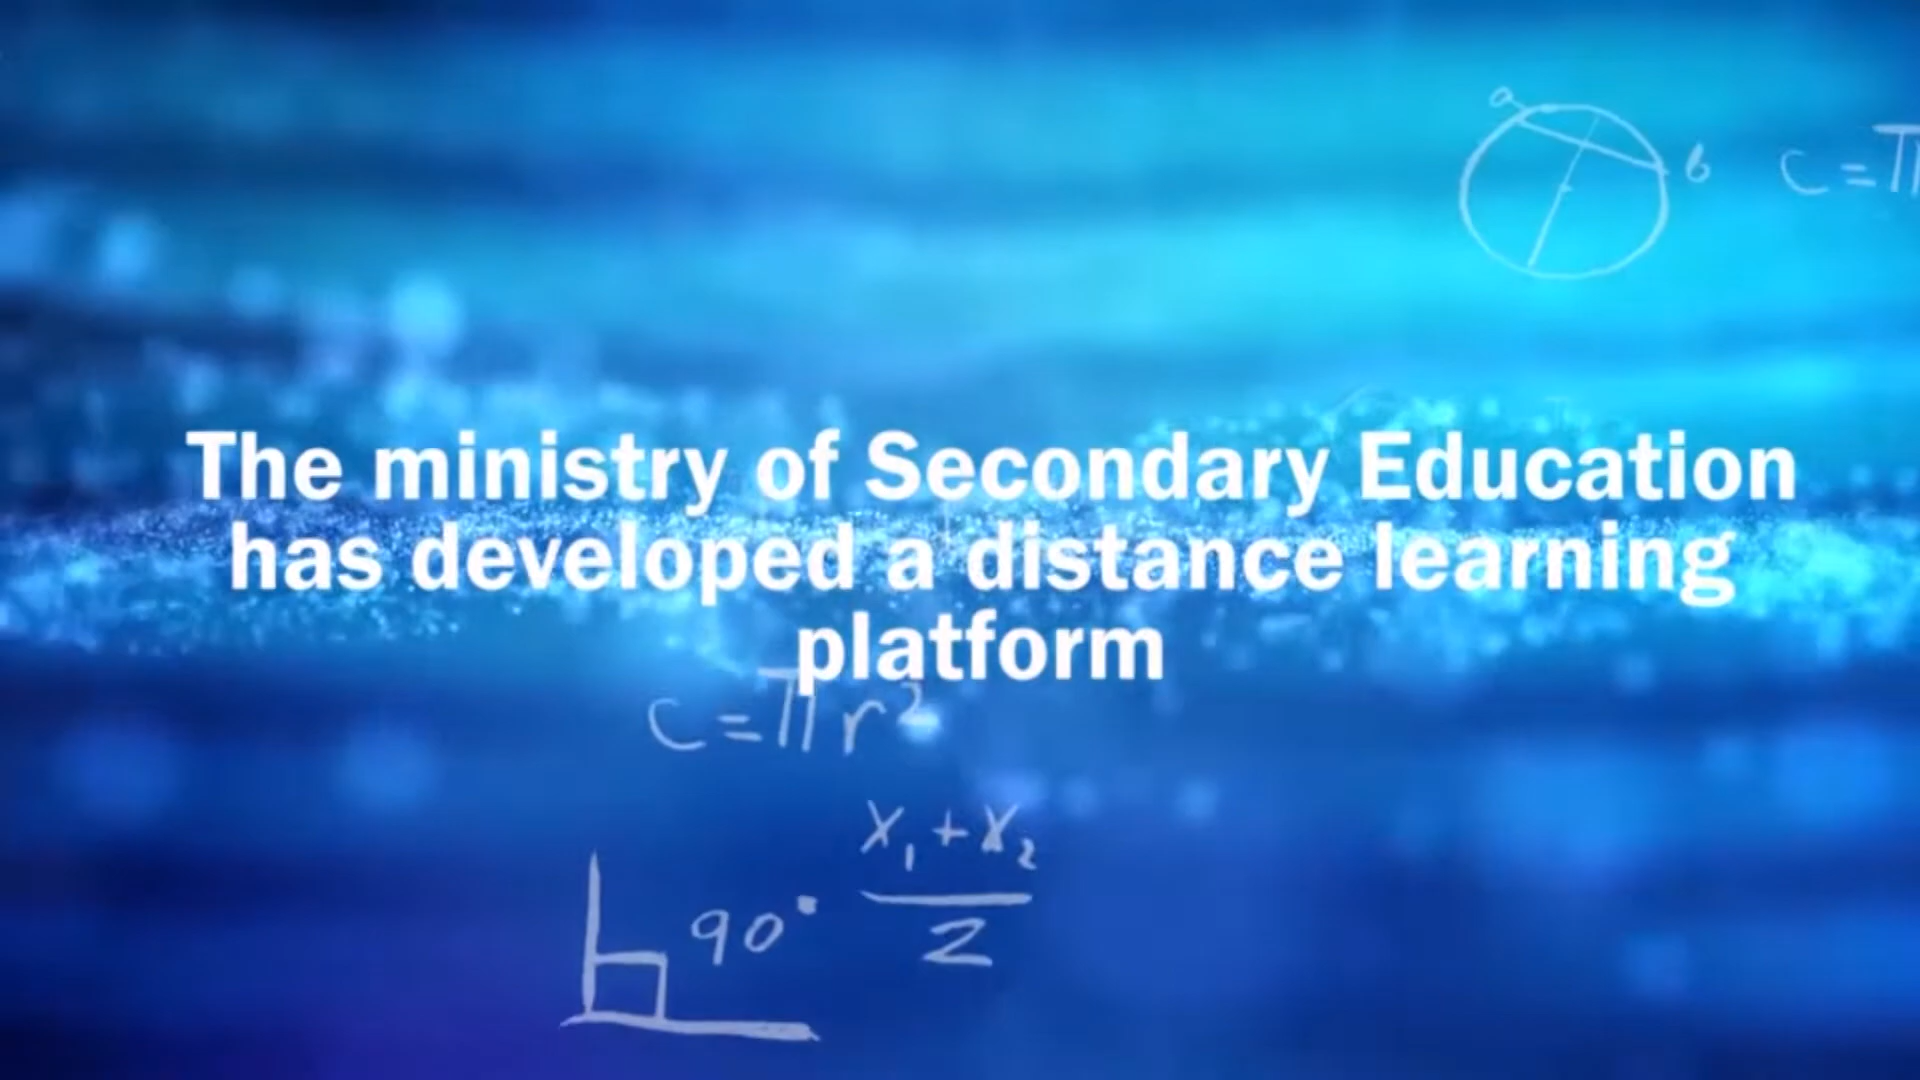 a
b C=π
The ministry of Secondary Education
has developed a distance learning
platform
C=πr²
X₁+X₂
90°
2